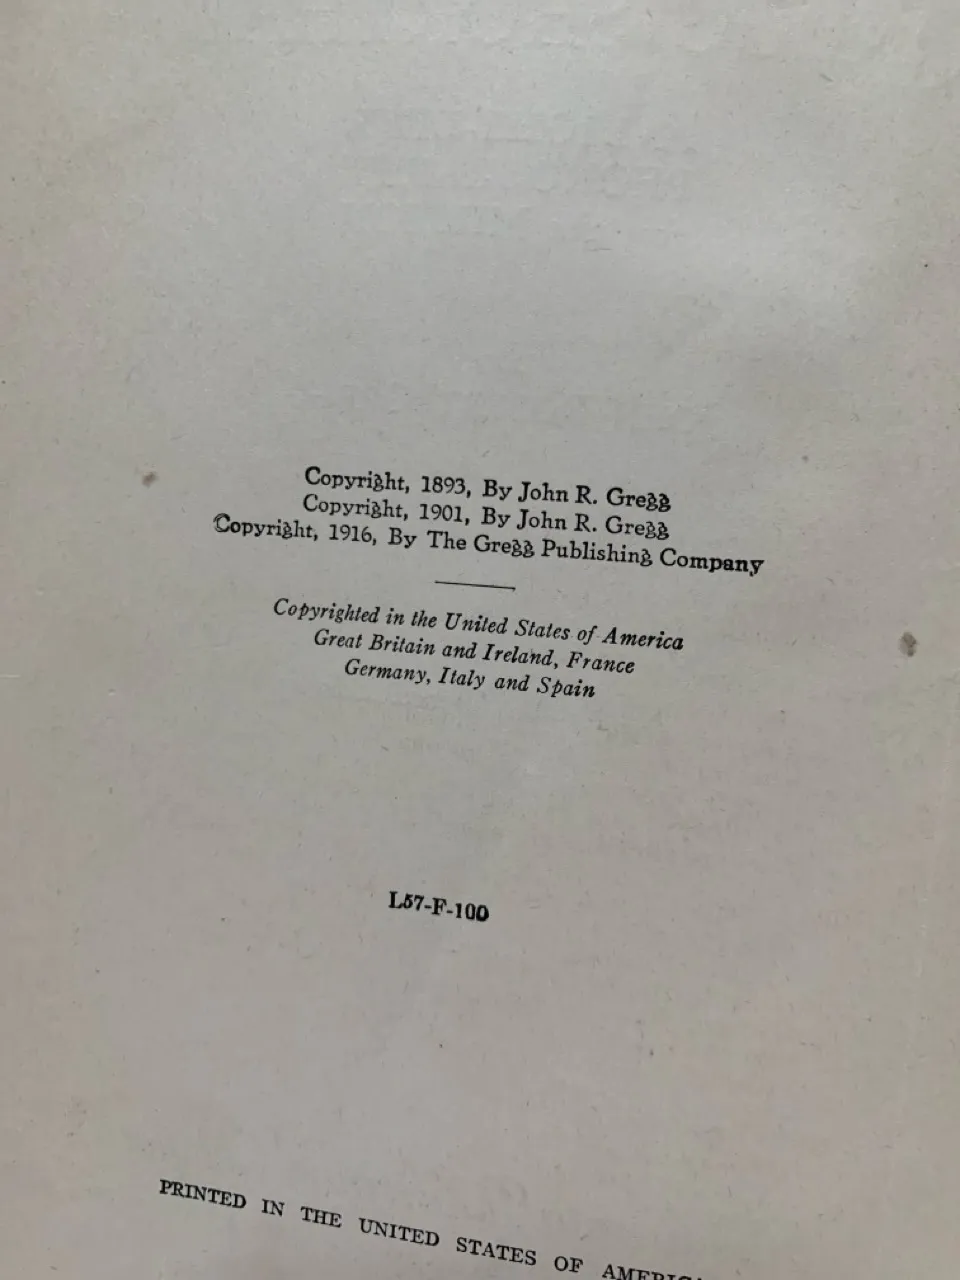 Copyright, 1893, By John R. Gregg
Copyright, 1901, By John R. Gregg
Copyright, 1916, By The Gregg Publishing Company
Copyrighted in the United States of America
Great Britain and Ireland, France
Germany, Italy and Spain
L57-F-100
PRINTED IN THE UNITED STATES OF AMERICA